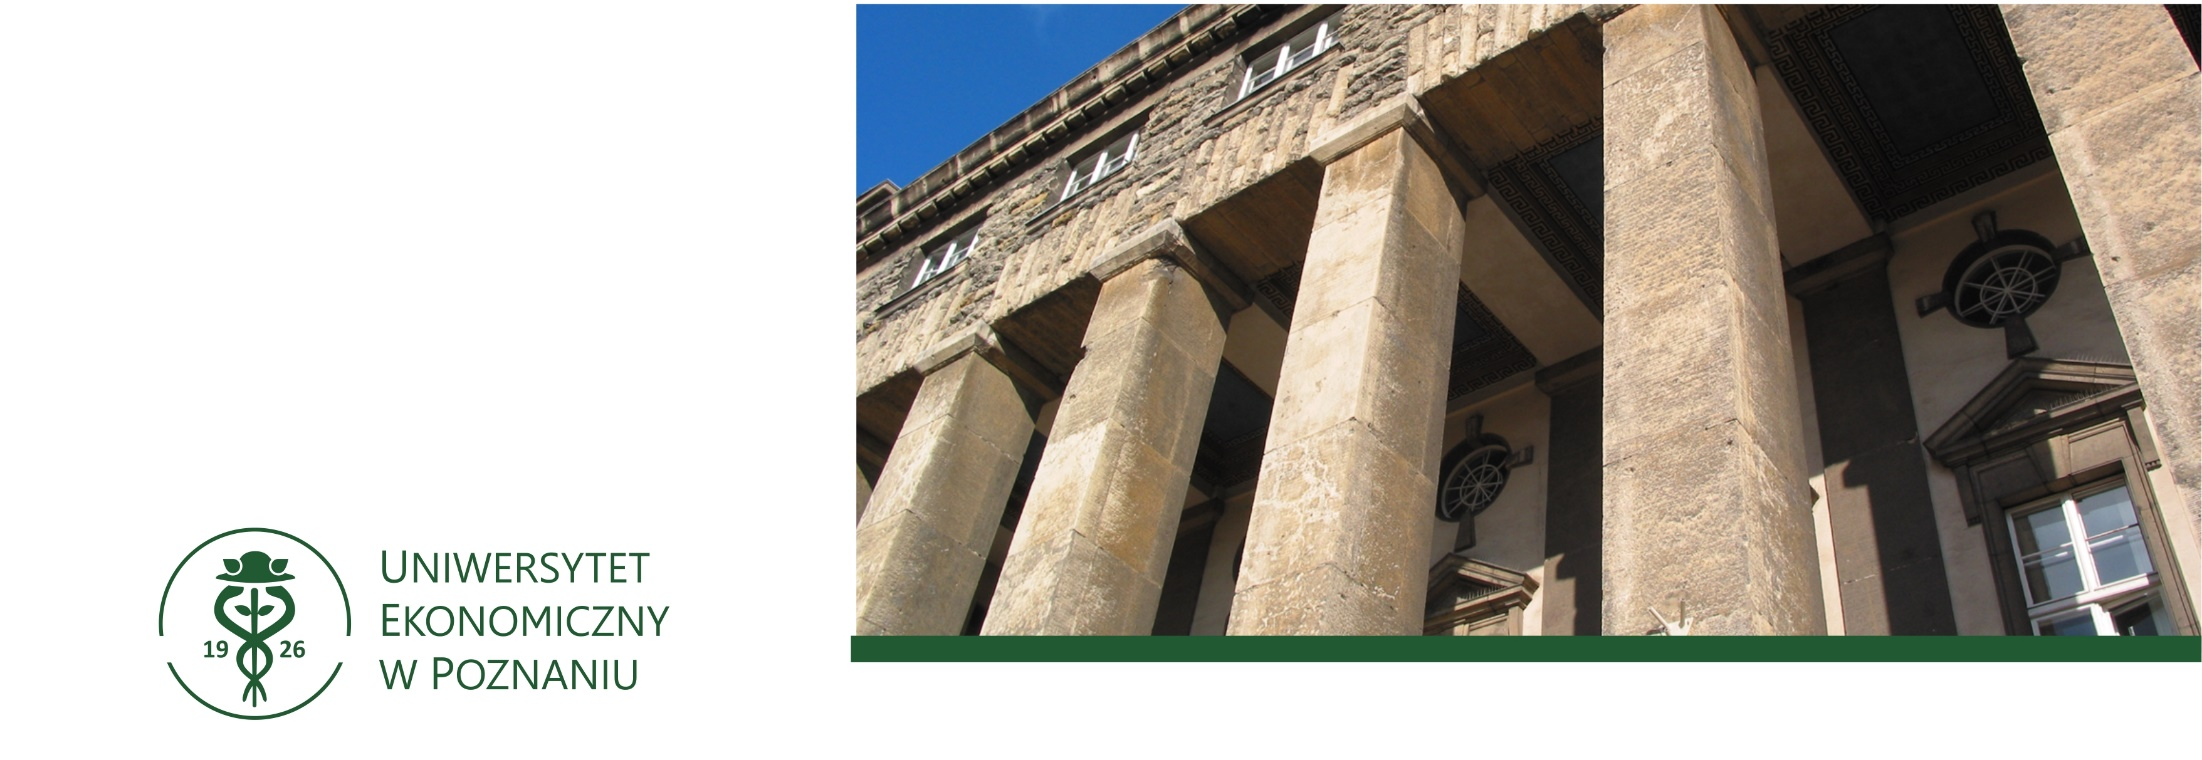 UNIWERSYTET
EKONOMICZNY
W POZNANIU
19 26